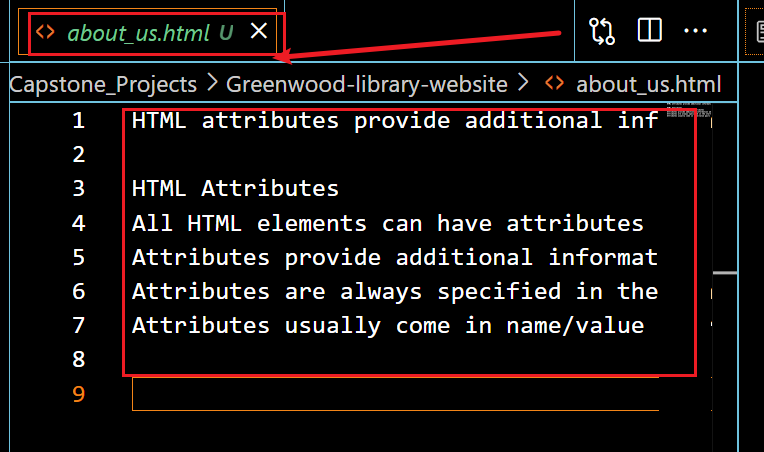 <> about_us.html U ×
Capstone_Projects > Greenwood-library-website > <> about_us.html
1 HTML attributes provide additional inf
2
3 HTML Attributes
4 All HTML elements can have attributes
5 Attributes provide additional informat
6 Attributes are always specified in the
7 Attributes usually come in name/value
8
9